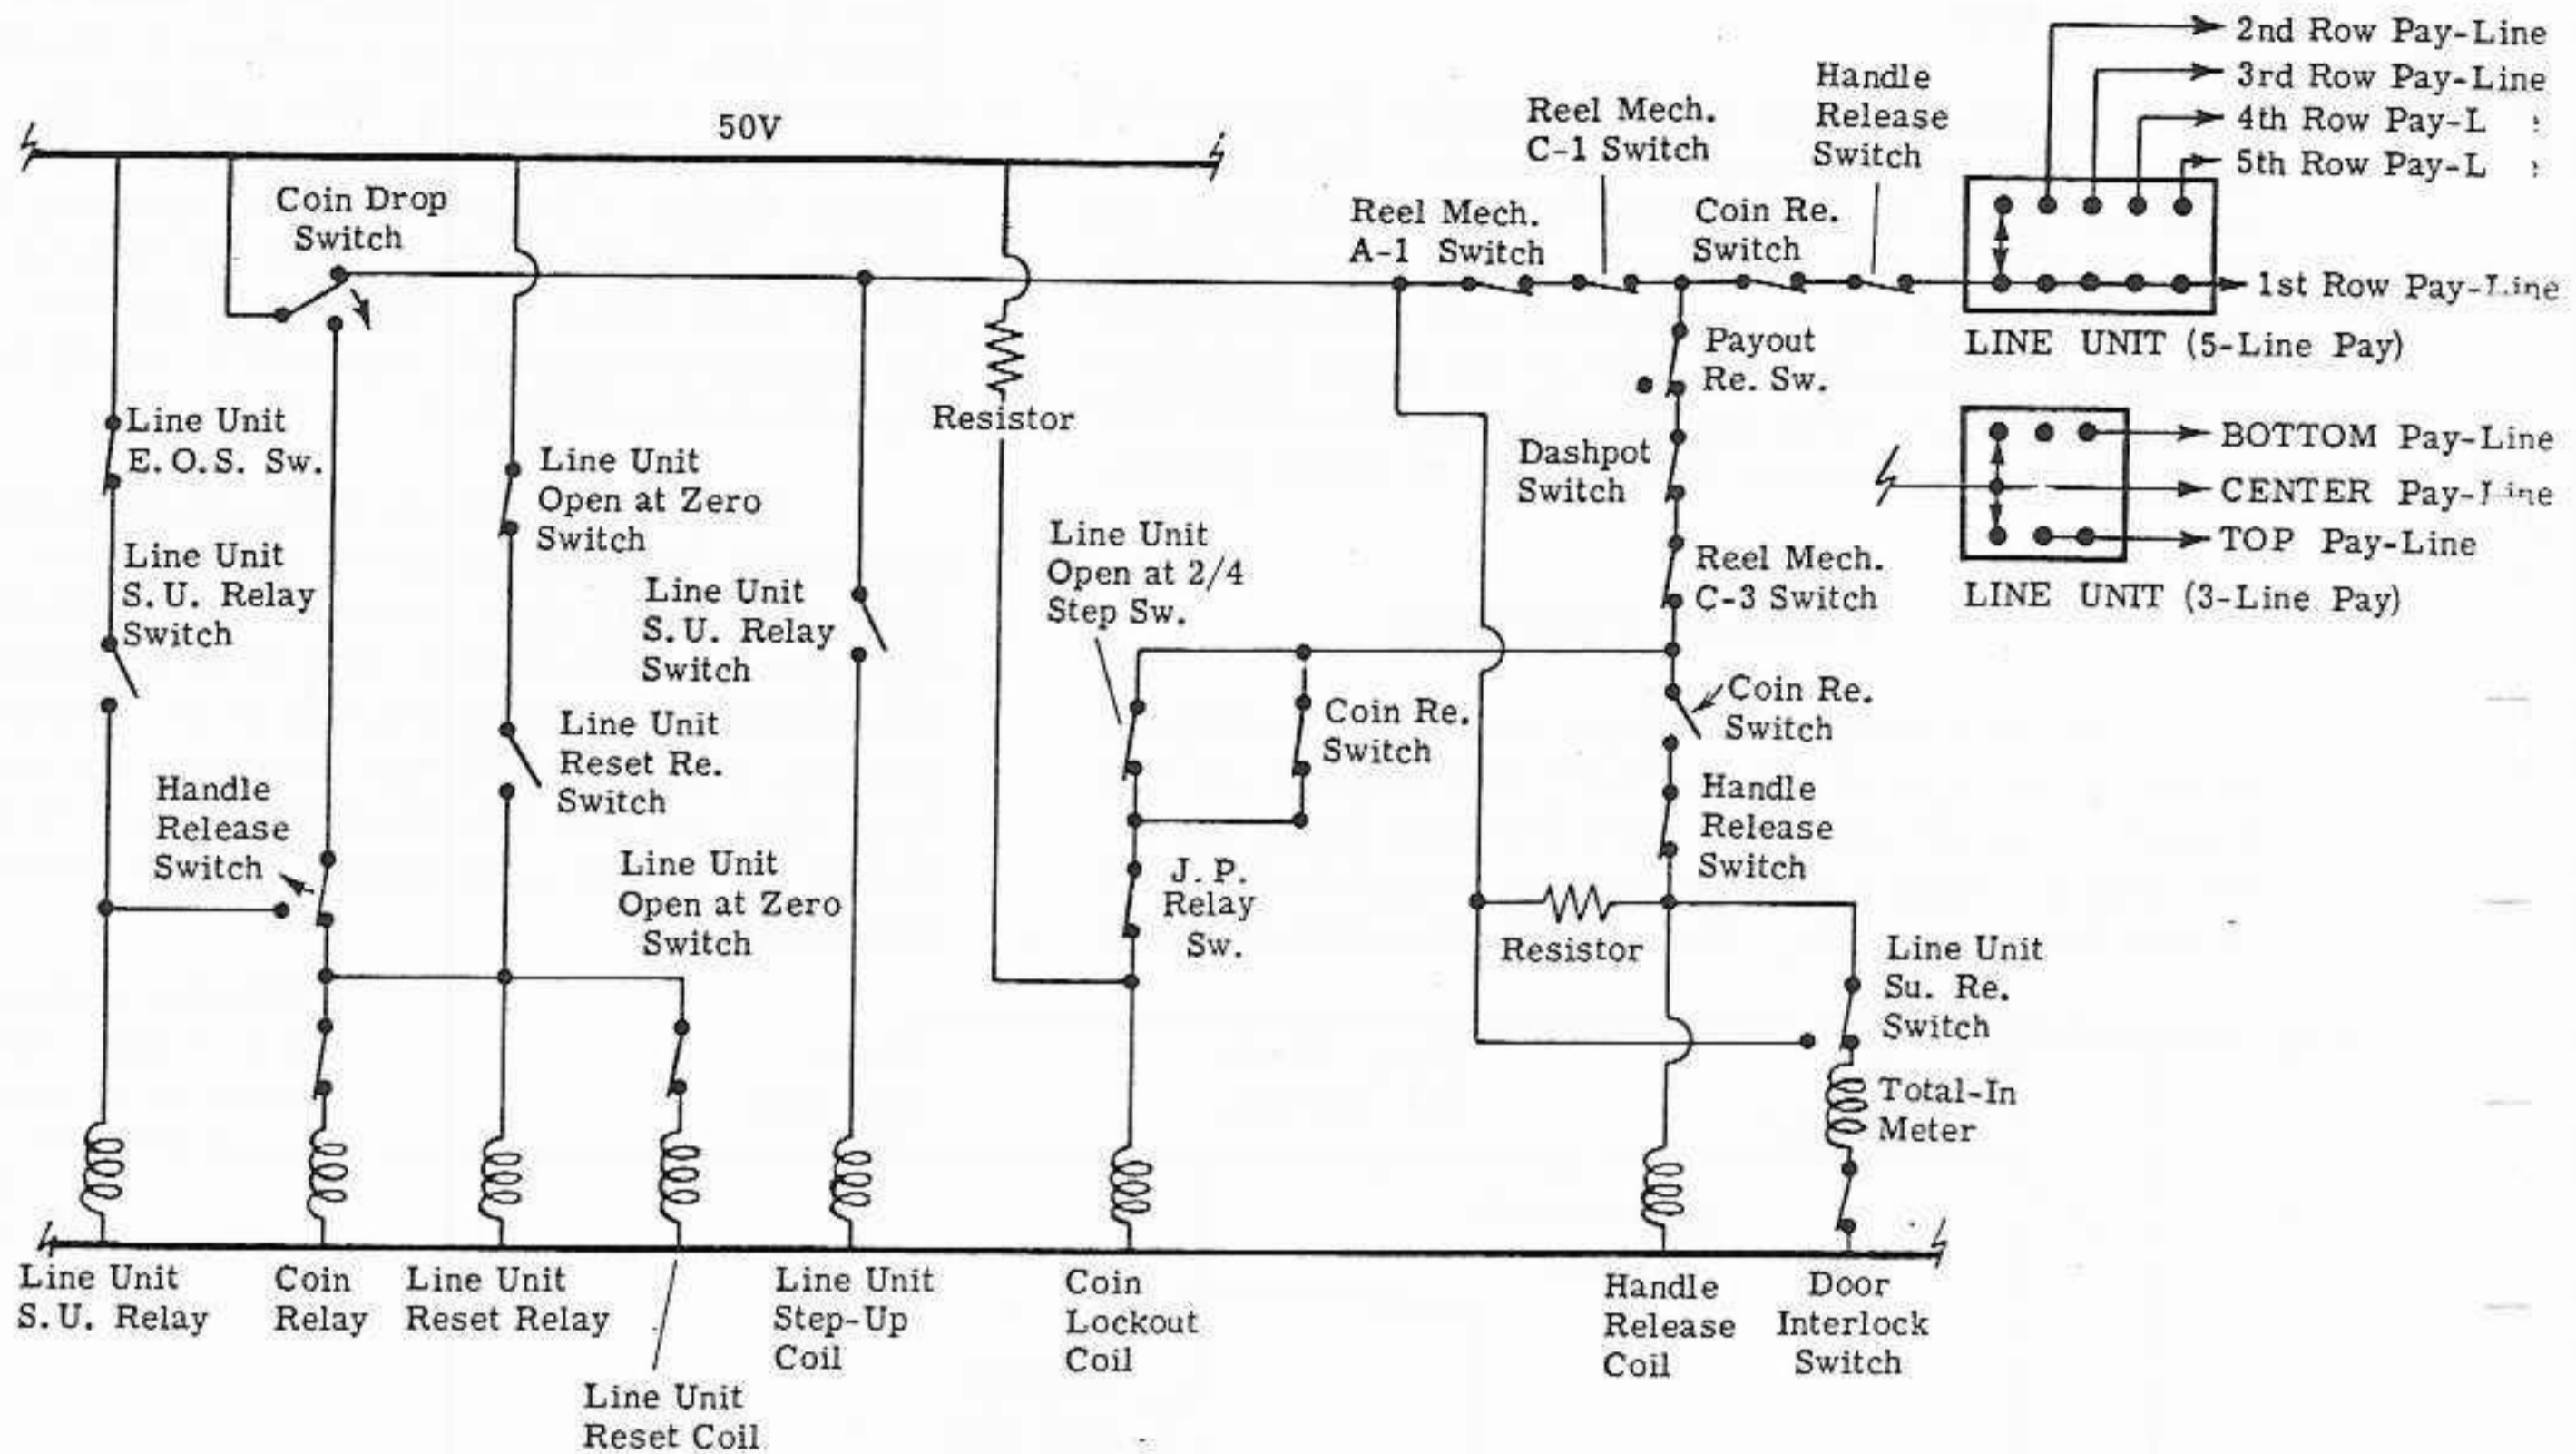 50V
2nd Row Pay-Line
3rd Row Pay-Line
4th Row Pay-L
5th Row Pay-L
1st Row Pay-Line
LINE UNIT (5-Line Pay)
Coin Drop
Switch
Reel Mech.
A-1 Switch
Reel Mech.
C-1 Switch
Coin Re.
Switch
Handle
Release
Switch
BOTTOM Pay-Line
CENTER Pay-Line
TOP Pay-Line
LINE UNIT (3-Line Pay)
Line Unit
E.O.S. Sw.
Line Unit
S.U. Relay
Switch
Handle
Release
Switch
Line Unit
Open at Zero
Switch
Line Unit
Reset Re.
Switch
Line Unit
Open at Zero
Switch
Line Unit
S.U. Relay
Switch
Resistor
Line Unit
Open at 2/4
Step Sw.
Coin Re.
Switch
J.P.
Relay
Sw.
Payout
Re. Sw.
Dashpot
Switch
Reel Mech.
C-3 Switch
Coin Re.
Switch
Handle
Release
Switch
Resistor
Line Unit
Su. Re.
Switch
Total-In
Meter
Line Unit
S.U. Relay
Coin
Relay
Line Unit
Reset Relay
Line Unit
Reset Coil
Line Unit
Step-Up
Coil
Coin
Lockout
Coil
Handle
Release
Coil
Door
Interlock
Switch